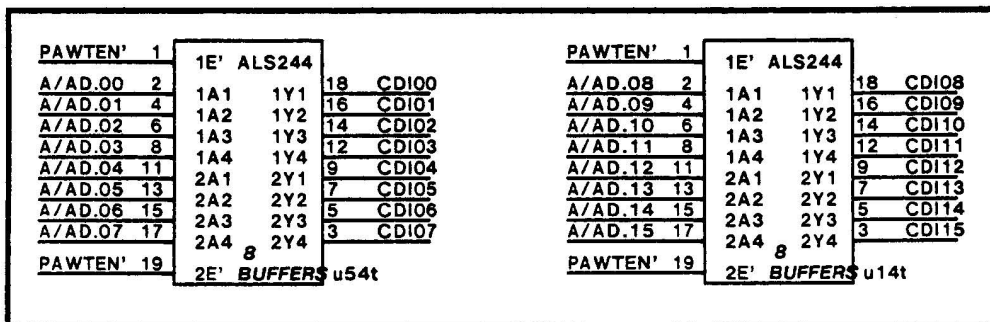 PAWTEN' 1
1E' ALS244
A/AD.00 2 1A1 1Y1 18 CDI00
A/AD.01 4 1A2 1Y2 16 CDI01
A/AD.02 6 1A3 1Y3 14 CDI02
A/AD.03 8 1A4 1Y4 12 CDI03
A/AD.04 11 2A1 2Y1 9 CDI04
A/AD.05 13 2A2 2Y2 7 CDI05
A/AD.06 15 2A3 2Y3 5 CDI06
A/AD.07 17 2A4 2Y4 3 CDI07
8
PAWTEN' 19
2E' BUFFERS u54t
PAWTEN' 1
1E' ALS244
A/AD.08 2 1A1 1Y1 18 CDI08
A/AD.09 4 1A2 1Y2 16 CDI09
A/AD.10 6 1A3 1Y3 14 CDI10
A/AD.11 8 1A4 1Y4 12 CDI11
A/AD.12 11 2A1 2Y1 9 CDI12
A/AD.13 13 2A2 2Y2 7 CDI13
A/AD.14 15 2A3 2Y3 5 CDI14
A/AD.15 17 2A4 2Y4 3 CDI15
8
PAWTEN' 19
2E' BUFFERS u14t